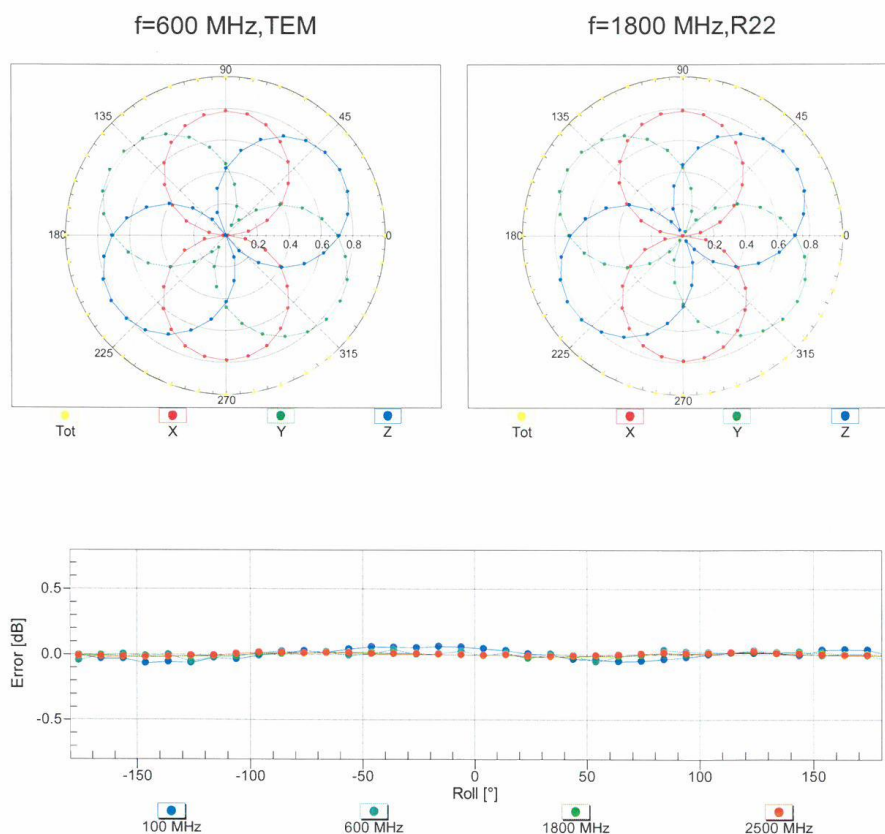 f=600 MHz,TEM
f=1800 MHz,R22
90
135
45
180
0.2
0.4
0.6
0.8
0
225
315
270
Tot
X
Y
Z
90
135
45
180
0.2
0.4
0.6
0.8
0
225
315
270
Tot
X
Y
Z
Error [dB]
0.5
0.0
-0.5
-150
-100
-50
0
50
100
150
Roll [°]
100 MHz
600 MHz
1800 MHz
2500 MHz